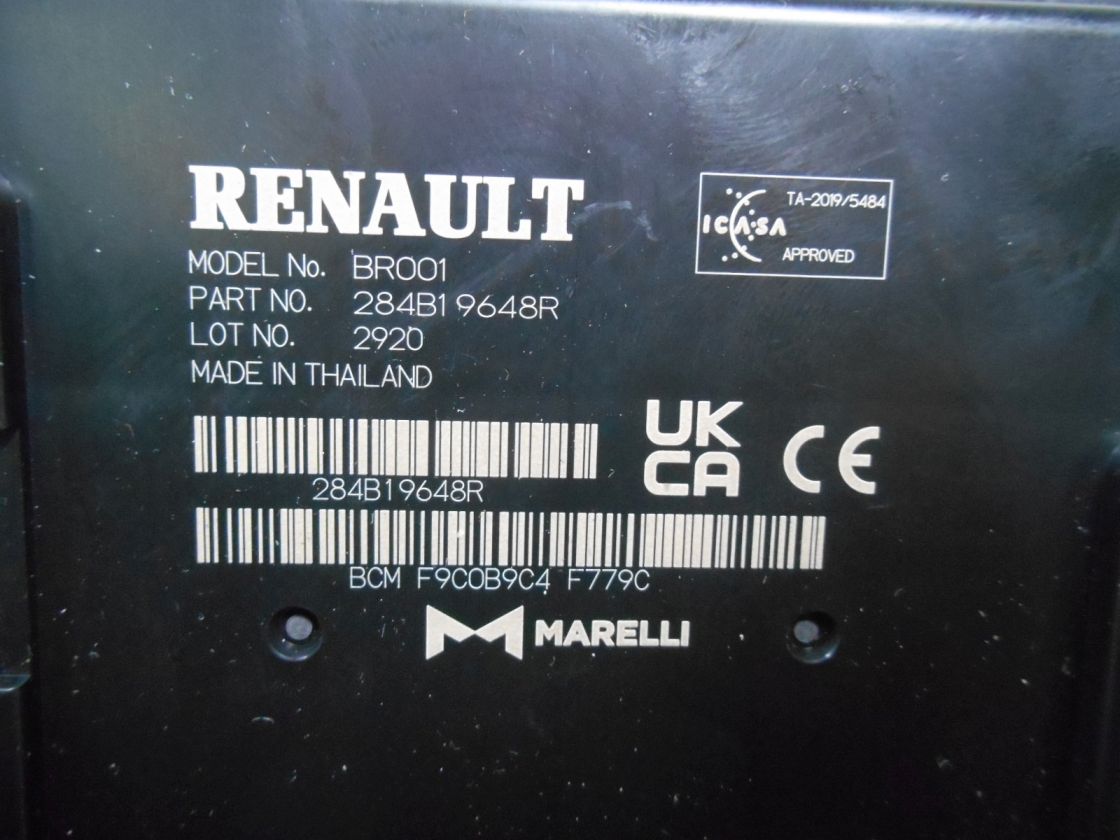 RENAULT
MODEL No. BR001
PART NO. 284B19648R
LOT NO. 2920
MADE IN THAILAND
TA-2019/5484
ICASA
APPROVED
284B19648R
UK
CA
CE
BCM F9C0B9C4 F779C
MARELLI